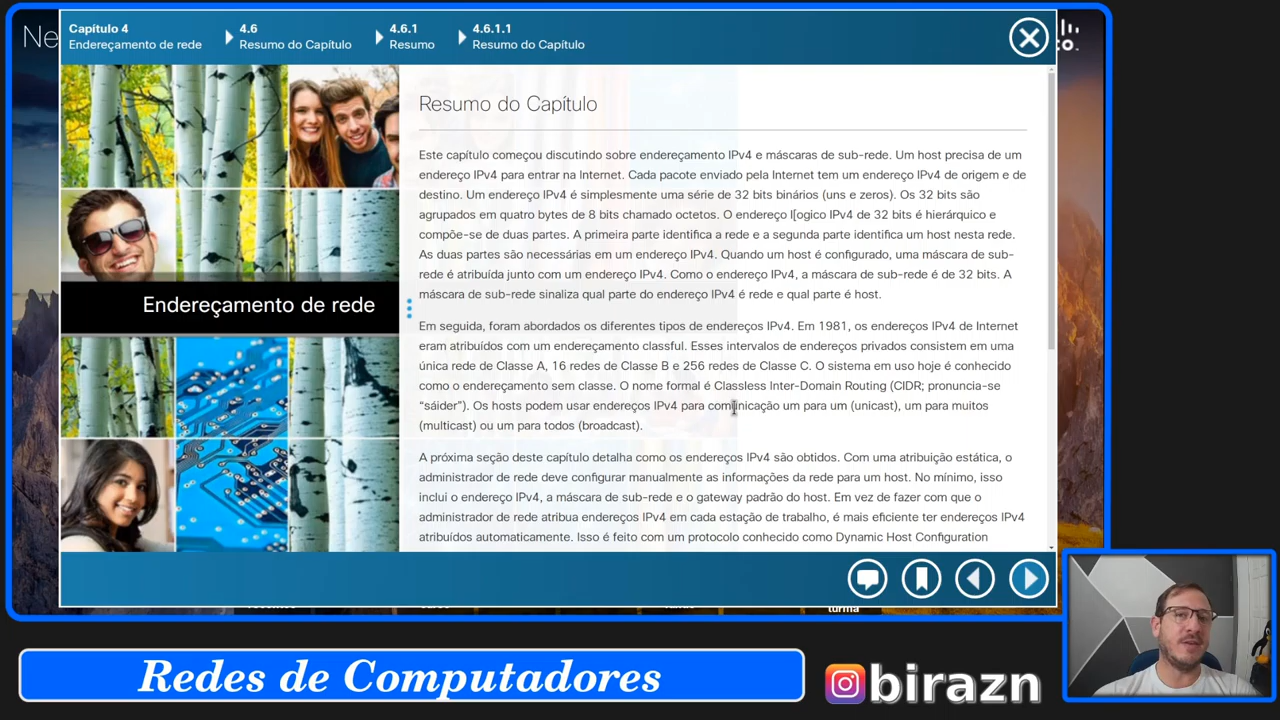 Ne
Capítulo 4
Endereçamento de rede
4.6
Resumo do Capítulo
4.6.1
Resumo
4.6.1.1
Resumo do Capítulo
co.
Endereçamento de rede
Resumo do Capítulo
Este capítulo começou discutindo sobre endereçamento IPv4 e máscaras de sub-rede. Um host precisa de um
endereço IPv4 para entrar na Internet. Cada pacote enviado pela Internet tem um endereço IPv4 de origem e de
destino. Um endereço IPv4 é simplesmente uma série de 32 bits binários (uns e zeros). Os 32 bits são
agrupados em quatro bytes de 8 bits chamado octetos. O endereço l[ogico IPv4 de 32 bits é hierárquico e
compõe-se de duas partes. A primeira parte identifica a rede e a segunda parte identifica um host nesta rede.
As duas partes são necessárias em um endereço IPv4. Quando um host é configurado, uma máscara de sub-
rede é atribuída junto com um endereço IPv4. Como o endereço IPv4, a máscara de sub-rede é de 32 bits. A
máscara de sub-rede sinaliza qual parte do endereço IPv4 é rede e qual parte é host.
Em seguida, foram abordados os diferentes tipos de endereços IPv4. Em 1981, os endereços IPv4 de Internet
eram atribuídos com um endereçamento classful. Esses intervalos de endereços privados consistem em uma
única rede de Classe A, 16 redes de Classe B e 256 redes de Classe C. O sistema em uso hoje é conhecido
como o endereçamento sem classe. O nome formal é Classless Inter-Domain Routing (CIDR; pronuncia-se
“sáider”). Os hosts podem usar endereços IPv4 para comunicação um para um (unicast), um para muitos
(multicast) ou um para todos (broadcast).
A próxima seção deste capítulo detalha como os endereços IPv4 são obtidos. Com uma atribuição estática, o
administrador de rede deve configurar manualmente as informações da rede para um host. No mínimo, isso
inclui o endereço IPv4, a máscara de sub-rede e o gateway padrão do host. Em vez de fazer com que o
administrador de rede atribua endereços IPv4 em cada estação de trabalho, é mais eficiente ter endereços IPv4
atribuídos automaticamente. Isso é feito com um protocolo conhecido como Dynamic Host Configuration
turma
Redes de Computadores
birazn